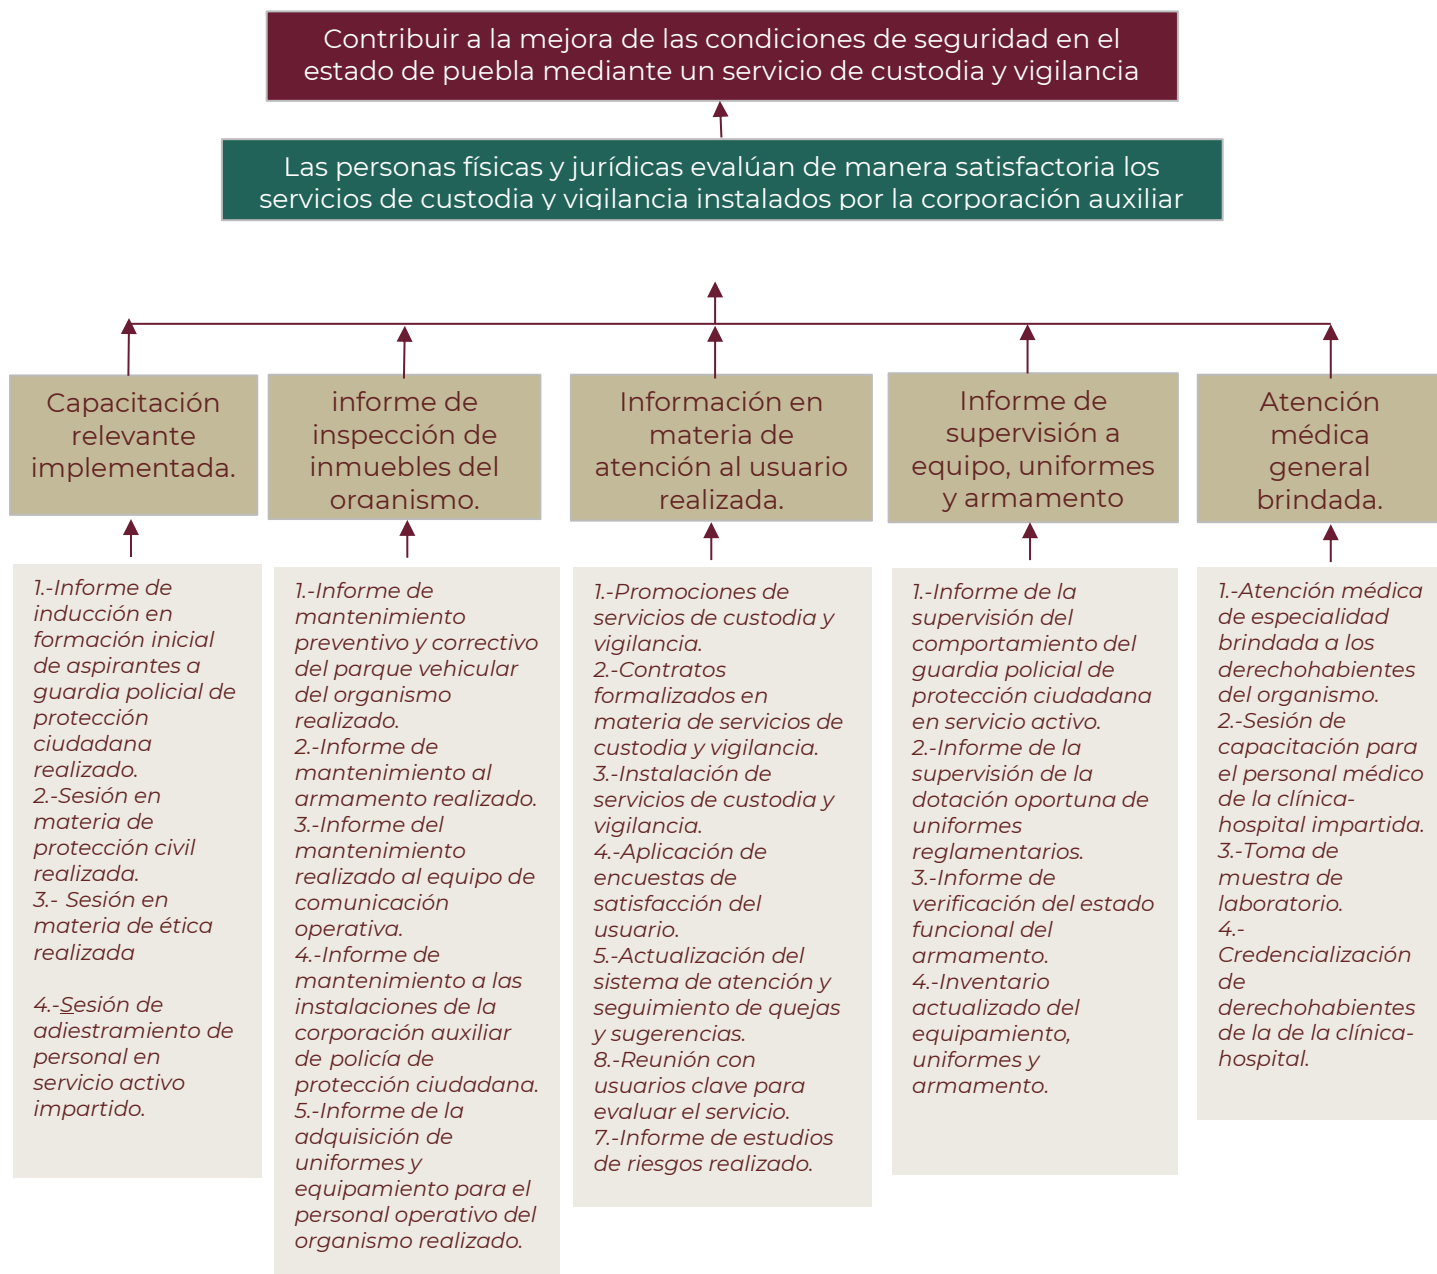 Contribuir a la mejora de las condiciones de seguridad en el
estado de puebla mediante un servicio de custodia y vigilancia
Las personas físicas y jurídicas evalúan de manera satisfactoria los
servicios de custodia y vigilancia instalados por la corporación auxiliar
Capacitación
relevante
implementada.
informe de
inspección de
inmuebles del
organismo.
Información en
materia de
atención al usuario
realizada.
Informe de
supervisión a
equipo, uniformes
y armamento
Atención
médica
general
brindada.
1.-Informe de
inducción en
formación inicial
de aspirantes a
guardia policial de
protección
ciudadana
realizado.
2.-Sesión en
materia de
protección civil
realizada.
3.- Sesión en
materia de ética
realizada
4.-Sesión de
adiestramiento de
personal en
servicio activo
impartido.
1.-Informe de
mantenimiento
preventivo y correctivo
del parque vehicular
del organismo
realizado.
2.-Informe de
mantenimiento al
armamento realizado.
3.-Informe del
mantenimiento
realizado al equipo de
comunicación
operativa.
4.-Informe de
mantenimiento a las
instalaciones de la
corporación auxiliar
de policía de
protección ciudadana.
5.-Informe de la
adquisición de
uniformes y
equipamiento para el
personal operativo del
organismo realizado.
1.-Promociones de
servicios de custodia y
vigilancia.
2.-Contratos
formalizados en
materia de servicios de
custodia y vigilancia.
3.-Instalación de
servicios de custodia y
vigilancia.
4.-Aplicación de
encuestas de
satisfacción del
usuario.
5.-Actualización del
sistema de atención y
seguimiento de quejas
y sugerencias.
8.-Reunión con
usuarios clave para
evaluar el servicio.
7.-Informe de estudios
de riesgos realizado.
1.-Informe de la
supervisión del
comportamiento del
guardia policial de
protección ciudadana
en servicio activo.
2.-Informe de la
supervisión de la
dotación oportuna de
uniformes
reglamentarios.
3.-Informe de
verificación del estado
funcional del
armamento.
4.-Inventario
actualizado del
equipamiento,
uniformes y
armamento.
1.-Atención médica
de especialidad
brindada a los
derechohabientes
del organismo.
2.-Sesión de
capacitación para
el personal médico
de la clínica-
hospital impartida.
3.-Toma de
muestra de
laboratorio.
4.-
Credencialización
de
derechohabientes
de la de la clínica-
hospital.